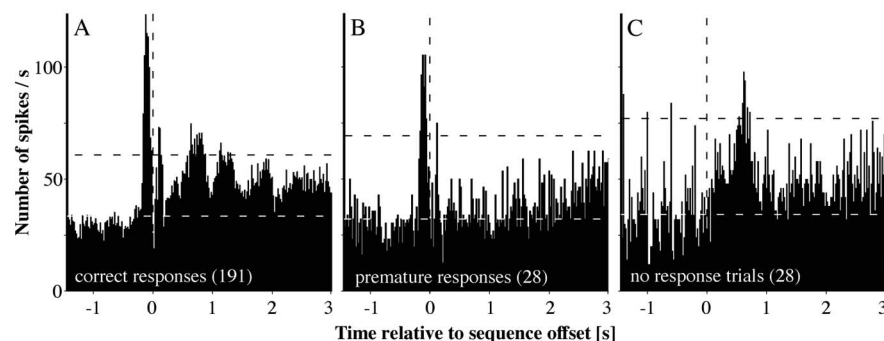 A
B
C
Number of spikes / s
100
50
0
correct responses (191)
premature responses (28)
no response trials (28)
-1 0 1 2 3
-1 0 1 2 3
-1 0 1 2 3
Time relative to sequence offset [s]